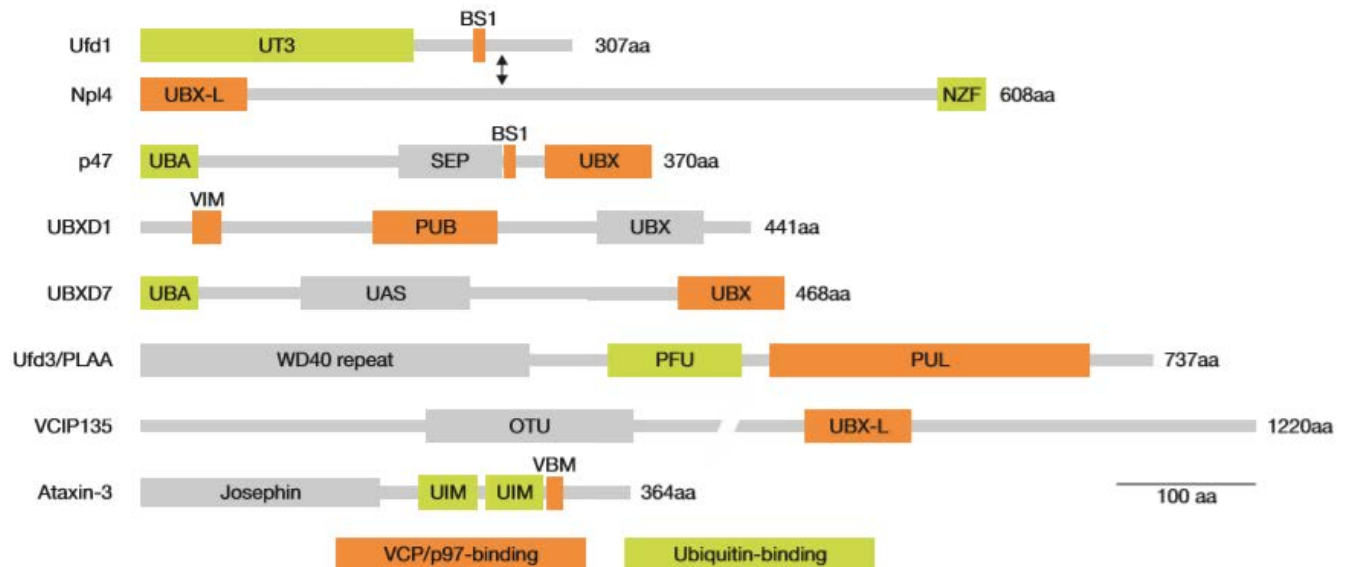 BS1
Ufd1 UT3 307aa
Npl4 UBX-L NZF 608aa
BS1
p47 UBA SEP UBX 370aa
VIM
UBXD1 PUB UBX 441aa
UBXD7 UBA UAS UBX 468aa
Ufd3/PLAA WD40 repeat PFU PUL 737aa
VCIP135 OTU UBX-L 1220aa
VBM
Ataxin-3 Josephin UIM UIM 364aa
100 aa
VCP/p97-binding Ubiquitin-binding